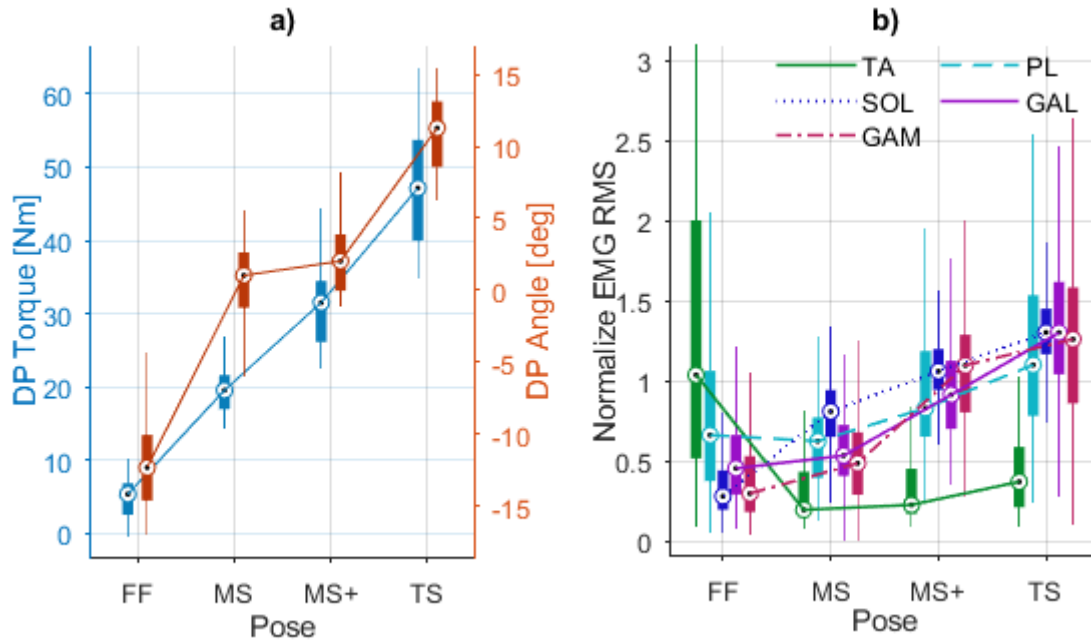 a)
DP Torque [Nm]
60
50
40
30
20
10
0
DP Angle [deg]
15
10
5
0
-5
-10
-15
FF MS MS+ TS
Pose
b)
Normalize EMG RMS
3
2.5
2
1.5
1
0.5
0
TA PL
SOL GAL
GAM
FF MS MS+ TS
Pose